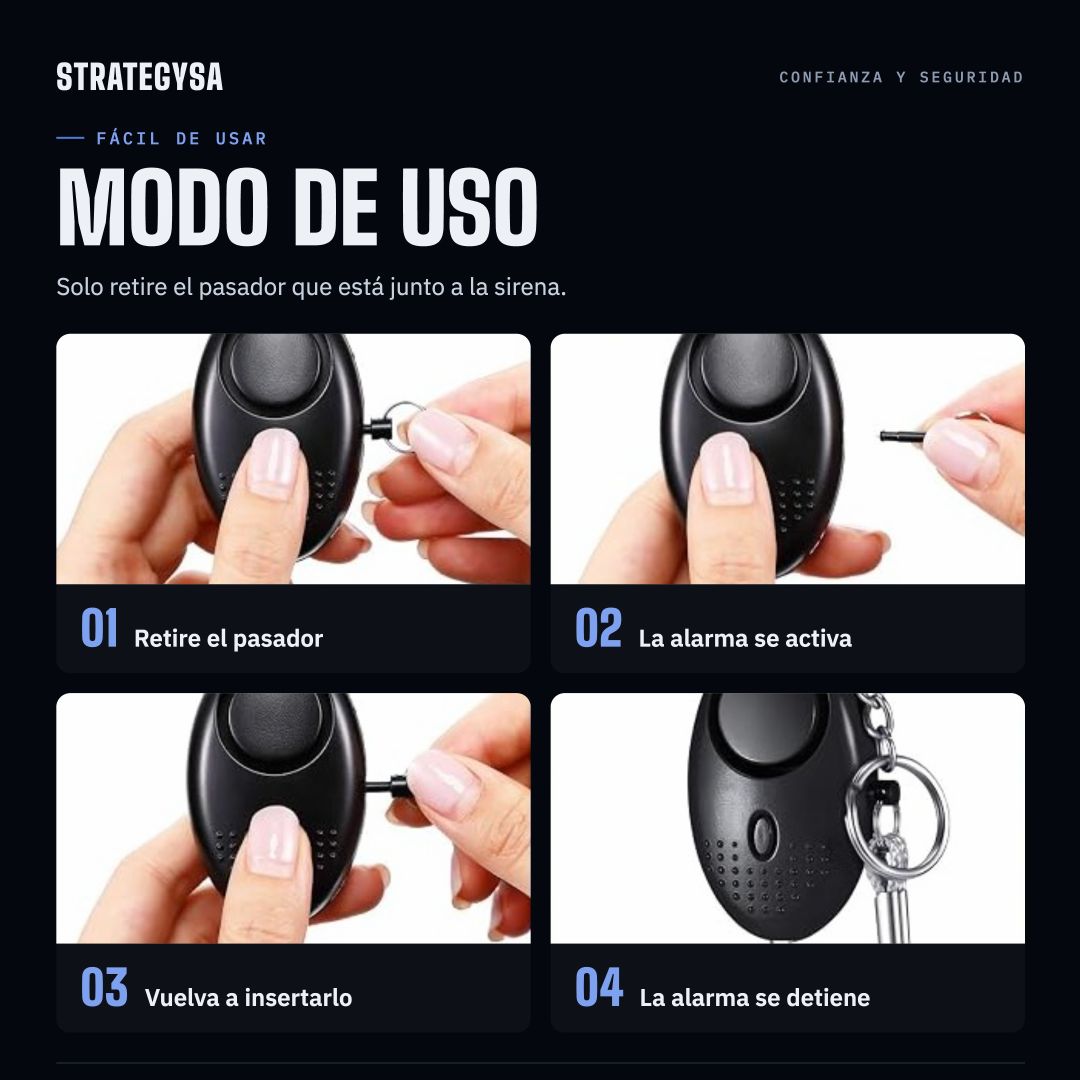 STRATEGYSA
CONFIANZA Y SEGURIDAD
FÁCIL DE USAR
MODO DE USO
Solo retire el pasador que está junto a la sirena.
01 Retire el pasador
02 La alarma se activa
03 Vuelva a insertarlo
04 La alarma se detiene